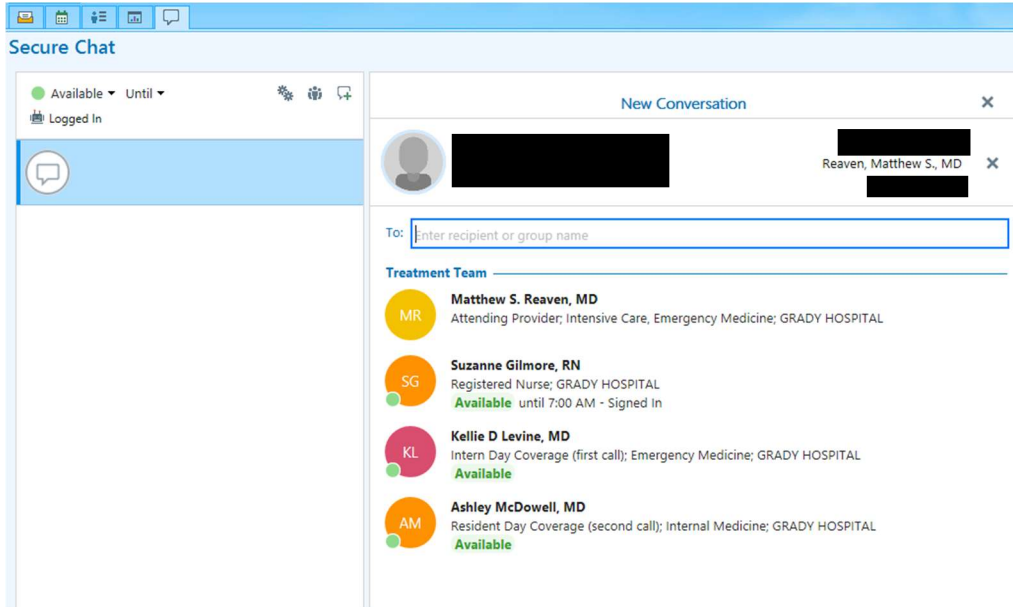 Secure Chat
Available Until
Logged In
New Conversation
Reaven, Matthew S., MD
To: Enter recipient or group name
Treatment Team
MR
Matthew S. Reaven, MD
Attending Provider; Intensive Care, Emergency Medicine; GRADY HOSPITAL
SG
Suzanne Gilmore, RN
Registered Nurse; GRADY HOSPITAL
Available until 7:00 AM - Signed In
KL
Kellie D Levine, MD
Intern Day Coverage (first call); Emergency Medicine; GRADY HOSPITAL
Available
AM
Ashley McDowell, MD
Resident Day Coverage (second call); Internal Medicine; GRADY HOSPITAL
Available